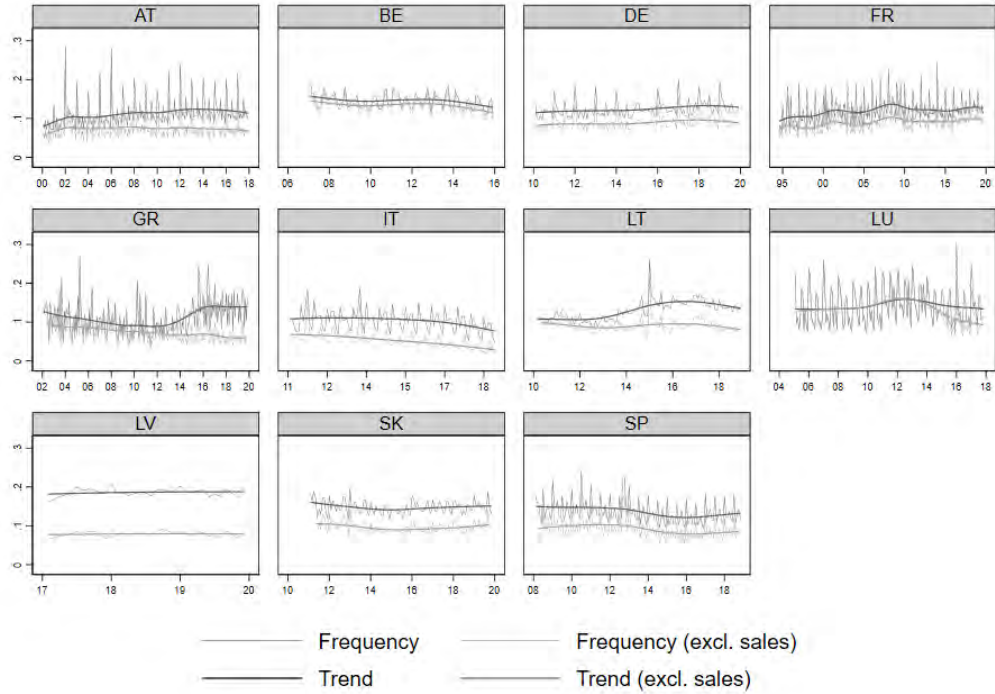 AT BE DE FR
.3
.2
.1
0
00 02 04 06 08 10 12 14 16 18 06 08 10 12 14 16 10 12 14 16 18 20 95 00 05 10 15 20
GR IT LT LU
.3
.2
.1
0
02 04 06 08 10 12 14 16 18 20 11 12 14 15 17 18 10 12 14 16 18 04 06 08 10 12 14 16 18
LV SK SP
.3
.2
.1
0
17 18 19 20 10 12 14 16 18 20 08 10 12 14 16 18
Frequency Frequency (excl. sales)
Trend Trend (excl. sales)